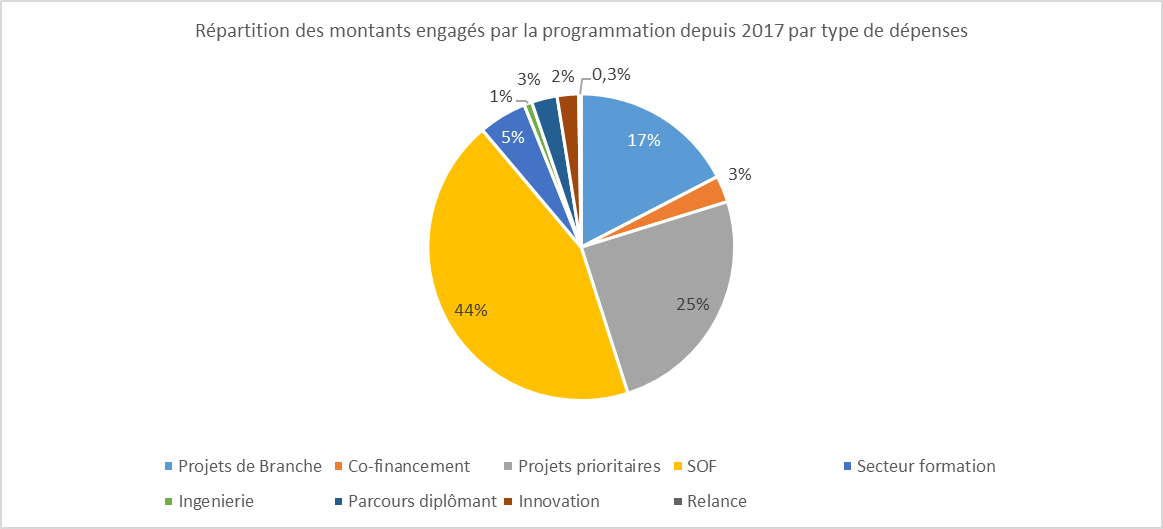 Répartition des montants engagés par la programmation depuis 2017 par type de dépenses
3% 2% 0,3%
1%
5% 17%
3%
25%
44%
Projets de Branche Co-financement Projets prioritaires SOF Secteur formation
Ingenierie Parcours diplômant Innovation Relance